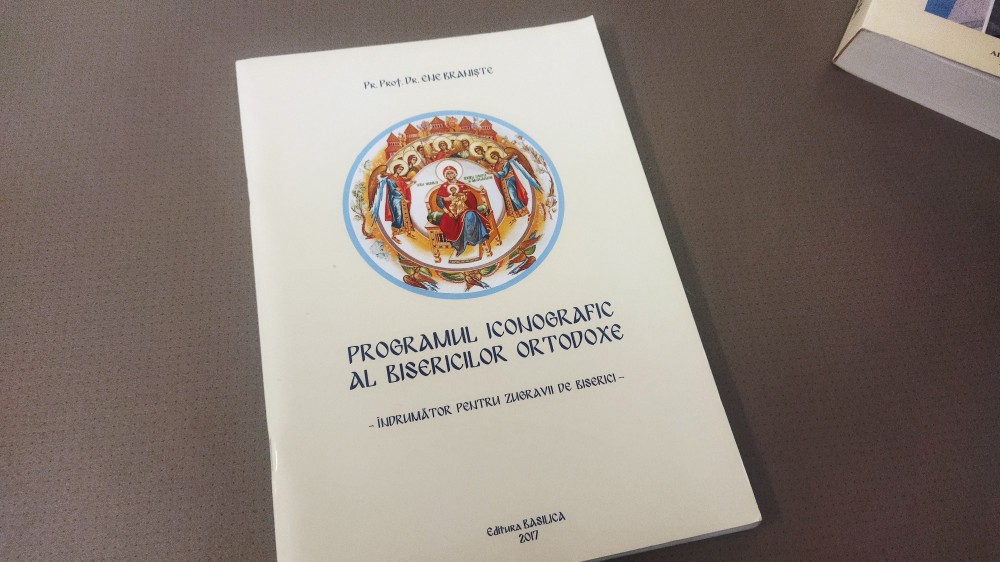 Pr. Prof. Dr. ENE BRANIȘTE
PROGRAMUL ICONOGRAFIC
AL BISERICILOR ORTODOXE
– ÎNDRUMĂTOR PENTRU ZUGRAVII DE BISERICI –
Editura BASILICA
2017